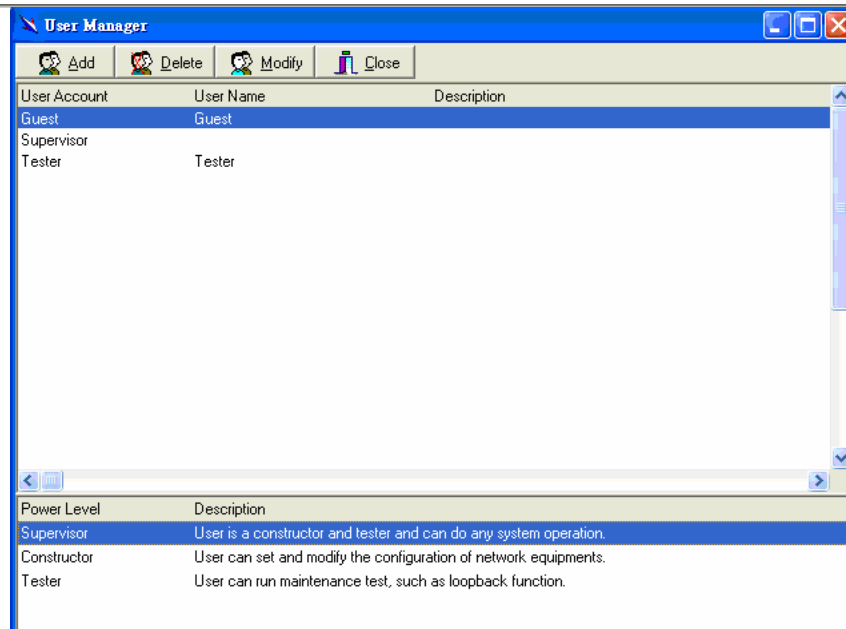 User Manager
Add Delete Modify Close
User Account User Name Description
Guest Guest
Supervisor
Tester Tester
Power Level Description
Supervisor User is a constructor and tester and can do any system operation.
Constructor User can set and modify the configuration of network equipments.
Tester User can run maintenance test, such as loopback function.